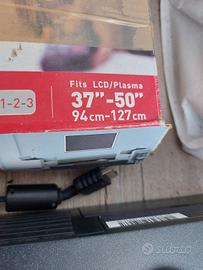 Fits LCD/Plasma
1-2-3
37"-50"
94cm-127cm
subito